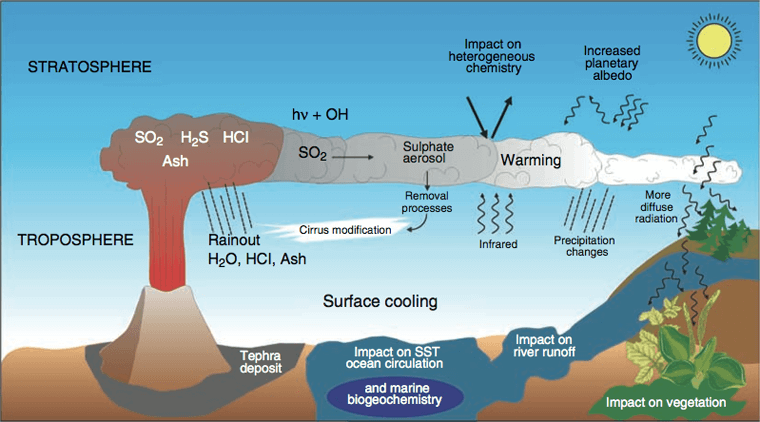 STRATOSPHERE
Impact on
heterogeneous
chemistry
Increased
planetary
albedo
hν + OH
SO2 H2S HCl
Ash
SO2
Sulphate
aerosol
Warming
Removal
processes
More
diffuse
radiation
TROPOSPHERE
Rainout
H2O, HCl, Ash
Cirrus modification
Infrared
Precipitation
changes
Surface cooling
Tephra
deposit
Impact on SST
ocean circulation
and marine
biogeochemistry
Impact on
river runoff
Impact on vegetation